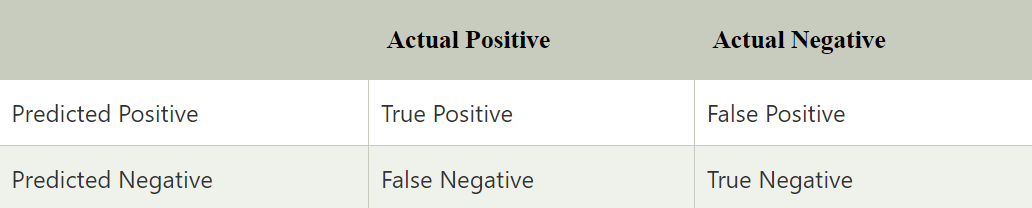 Actual Positive Actual Negative
Predicted Positive True Positive False Positive
Predicted Negative False Negative True Negative